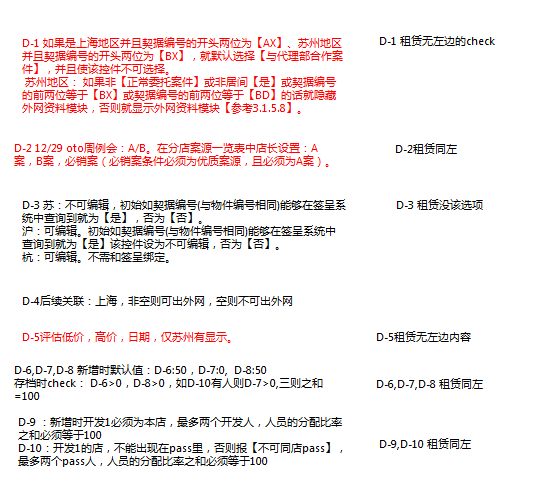 D-1 如果是上海地区并且契据编号的开头两位为【AX】、苏州地区
并且契据编号的开头两位为【BX】，就默认选择【与代理部合作案
件】，并且使该控件不可选择。
苏州地区： 如果非【正常委托案件】或非居间【是】或契据编号
的前两位等于【BX】或契据编号的前两位等于【BD】的话就隐藏
外网资料模块，否则就显示外网资料模块【参考3.1.5.8】。
D-1 租赁无左边的check
D-2 12/29 oto周例会：A/B。在分店案源一览表中店长设置：A
案，B案，必销案（必销案条件必须为优质案源，且必须为A案）。
D-2租赁同左
D-3 苏：不可编辑，初始如契据编号(与物件编号相同)能够在签呈系
统中查询到就为【是】，否为【否】。
沪：可编辑。初始如契据编号(与物件编号相同)能够在签呈系统中
查询到就为【是】该控件设为不可编辑，否为【否】。
杭：可编辑。不需和签呈绑定。
D-3 租赁没该选项
D-4后续关联：上海，非空则可出外网，空则不可出外网
D-5评估低价，高价，日期，仅苏州有显示。
D-5租赁无左边内容
D-6,D-7,D-8 新增时默认值：D-6:50，D-7:0,  D-8:50
存档时check： D-6>0，D-8>0，如D-10有人则D-7>0,三则之和
=100
D-6,D-7,D-8 租赁同左
D-9 ：新增时开发1必须为本店，最多两个开发人，人员的分配比率
之和必须等于100
D-10：开发1的店，不能出现在pass里，否则报【不可同店pass】，
最多两个pass人，人员的分配比率之和必须等于100
D-9,D-10 租赁同左